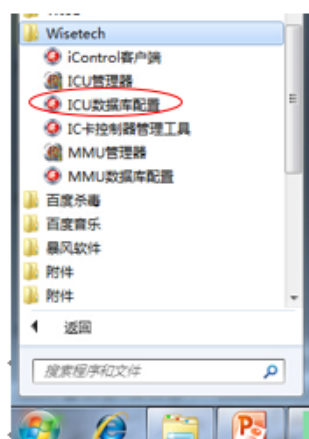 Wisetech
iControl客户端
ICU管理器
ICU数据库配置
IC卡控制器管理工具
MMU管理器
MMU数据库配置
百度杀毒
百度音乐
暴风软件
附件
附件
返回
搜索程序和文件